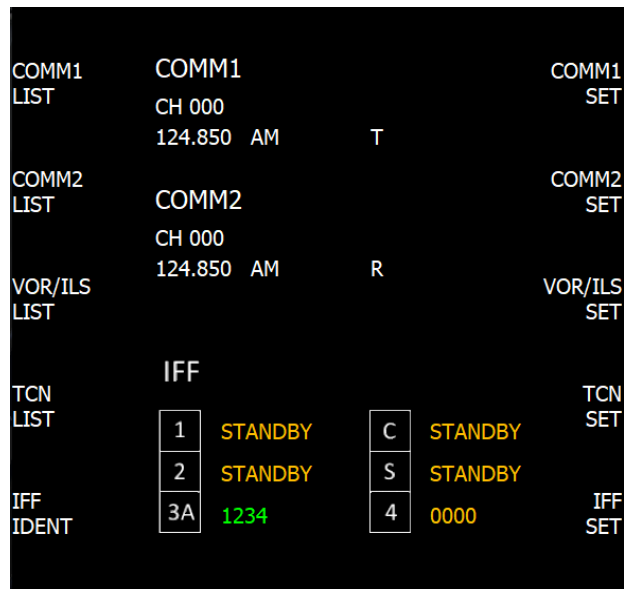 COMM1 LIST
COMM1
COMM1 SET
CH 000
124.850 AM T
COMM2 LIST
COMM2
COMM2 SET
CH 000
124.850 AM R
VOR/ILS LIST
VOR/ILS SET
IFF
TCN LIST
TCN SET
1 STANDBY C STANDBY
2 STANDBY S STANDBY
IFF IDENT
3A 1234 4 0000
IFF SET